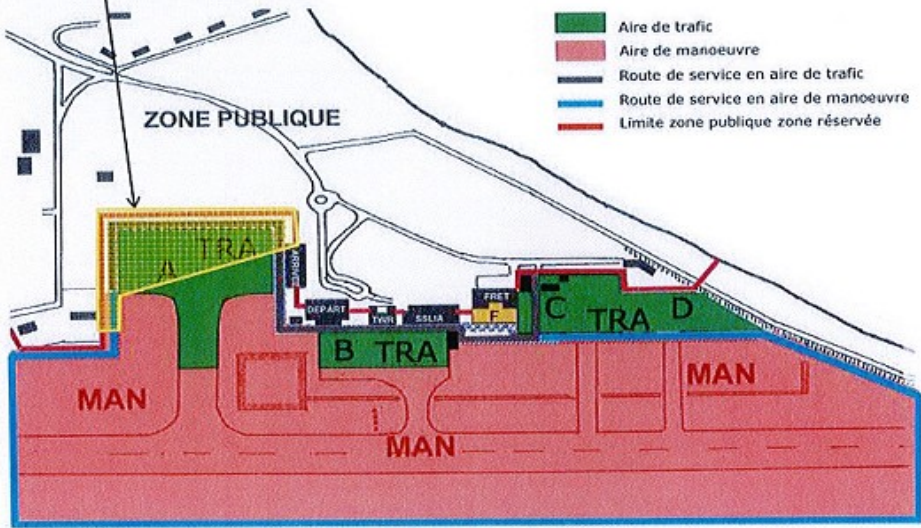 Aire de trafic
Aire de manoeuvre
Route de service en aire de trafic
Route de service en aire de manoeuvre
Limite zone publique zone réservée
ZONE PUBLIQUE
TRA
A
ARRIVEE
DEPART
TWR
SSLIA
FRET
F
C
TRA
D
B
TRA
MAN
MAN
MAN